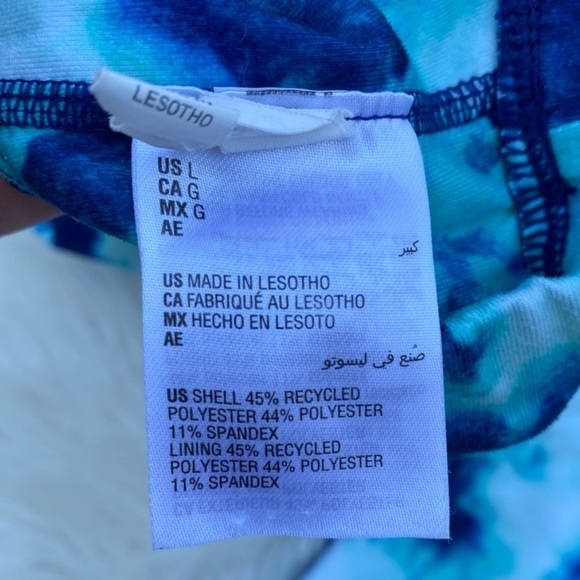 LESOTHO
US L
CA G
MX G
AE
كبير
US MADE IN LESOTHO
CA FABRIQUÉ AU LESOTHO
MX HECHO EN LESOTO
AE
صُنع في ليسوتو
US SHELL 45% RECYCLED
POLYESTER 44% POLYESTER
11% SPANDEX
LINING 45% RECYCLED
POLYESTER 44% POLYESTER
11% SPANDEX